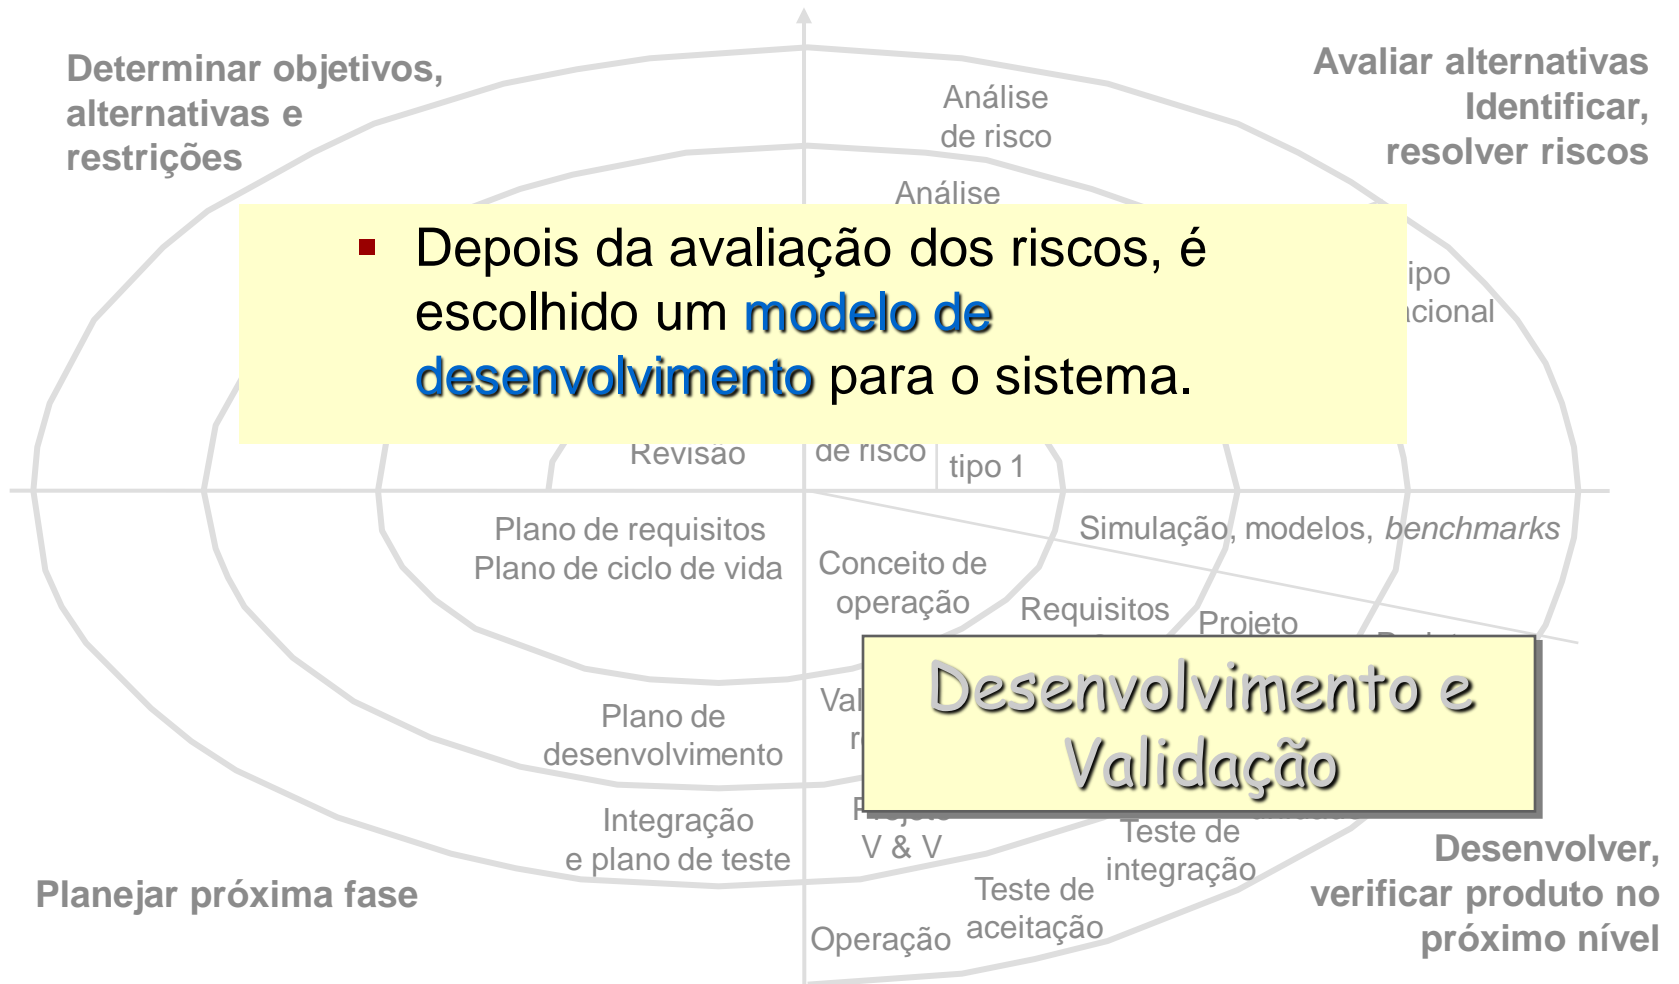 Determinar objetivos,
alternativas e
restrições
Avaliar alternativas
Identificar,
resolver riscos
Análise
de risco
Análise
Depois da avaliação dos riscos, é
escolhido um modelo de
desenvolvimento para o sistema.
Revisão
de risco
tipo 1
Plano de requisitos
Plano de ciclo de vida
Simulação, modelos, benchmarks
Conceito de
operação
Requisitos
Projeto
Desenvolvimento e
Validação
Plano de
desenvolvimento
Integração
e plano de teste
V & V
Teste de
integração
Teste de
aceitação
Operação
Planejar próxima fase
Desenvolver,
verificar produto no
próximo nível